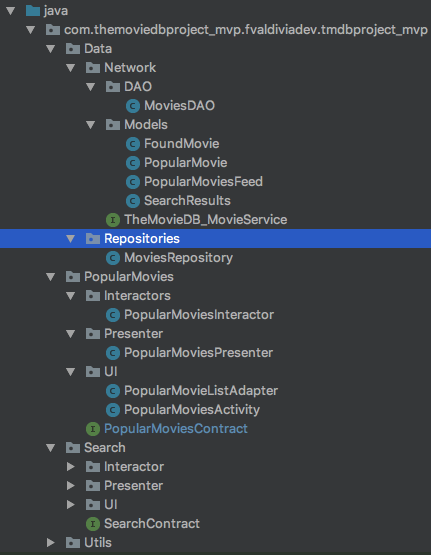 java
com.themoviedbproject_mvp.fvaldiviadev.tmdbproject_mvp
Data
Network
DAO
C MoviesDAO
Models
C FoundMovie
C PopularMovie
C PopularMoviesFeed
C SearchResults
I TheMovieDB_MovieService
Repositories
C MoviesRepository
PopularMovies
Interactors
C PopularMoviesInteractor
Presenter
C PopularMoviesPresenter
UI
C PopularMovieListAdapter
C PopularMoviesActivity
I PopularMoviesContract
Search
Interactor
Presenter
UI
I SearchContract
Utils